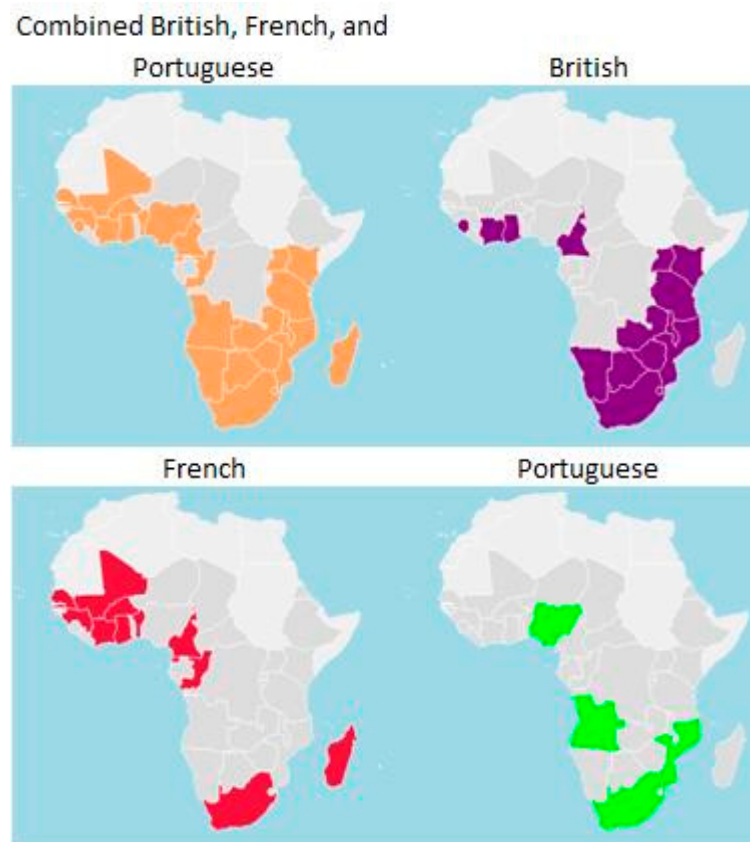 Combined British, French, and
Portuguese
British
French
Portuguese